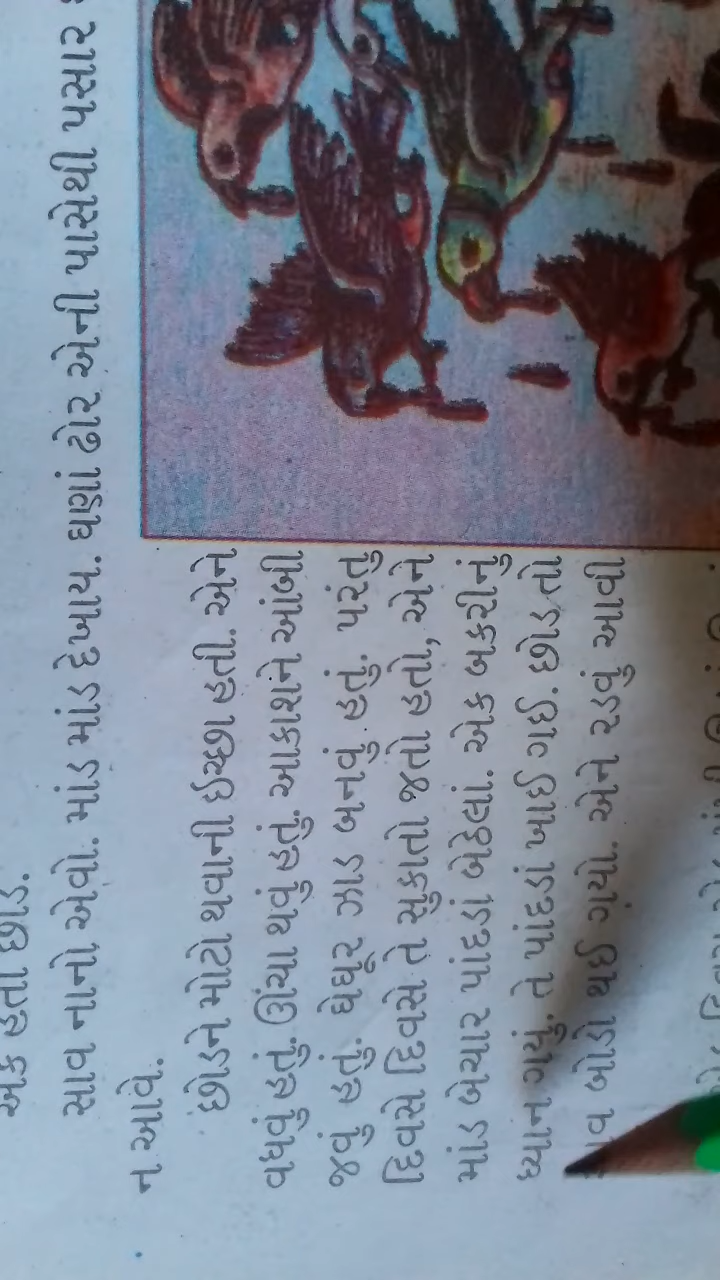 એક હતો છોડ.
સાવ નાનો એવો. માંડ માંડ દેખાય. ઘણાં ઢોર એની પાસેથી પસાર
ન આવે.
છોડને મોટો થવાની ઈચ્છા હતી. એને
વધવું હતું. ઊંચા થવું હતું. આકાશને આંબી
જવું હતું. ઘેઘૂર ઝાડ બનવું હતું. પરંતુ
દિવસે દિવસે તે સુકાતો જતો હતો, એને
માંડ બેચાર પાંદડાં બેઠેલાં. એક બકરીનું
ધ્યાન ગયું. તે પાંદડાં ખાઈ ગઈ. છોડ તો
બોડો થઈ ગયો. એને રડવું આવી